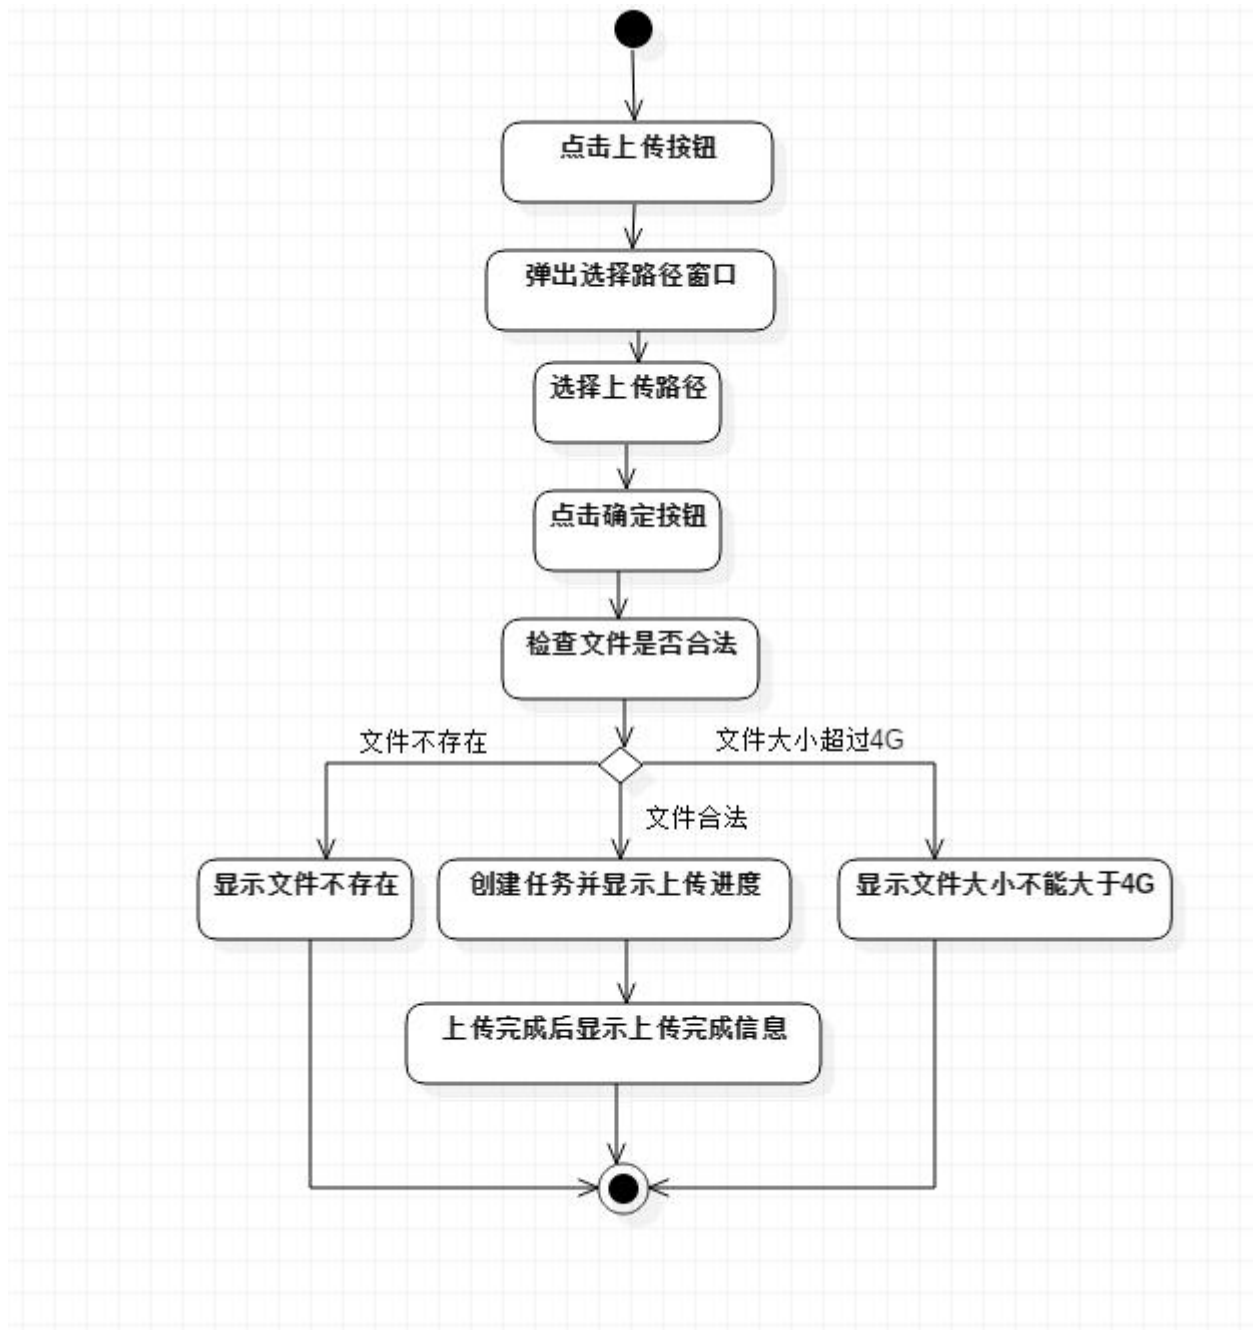 点击上传按钮
弹出选择路径窗口
选择上传路径
点击确定按钮
检查文件是否合法
文件不存在
文件大小超过4G
文件合法
显示文件不存在
创建任务并显示上传进度
显示文件大小不能大于4G
上传完成后显示上传完成信息